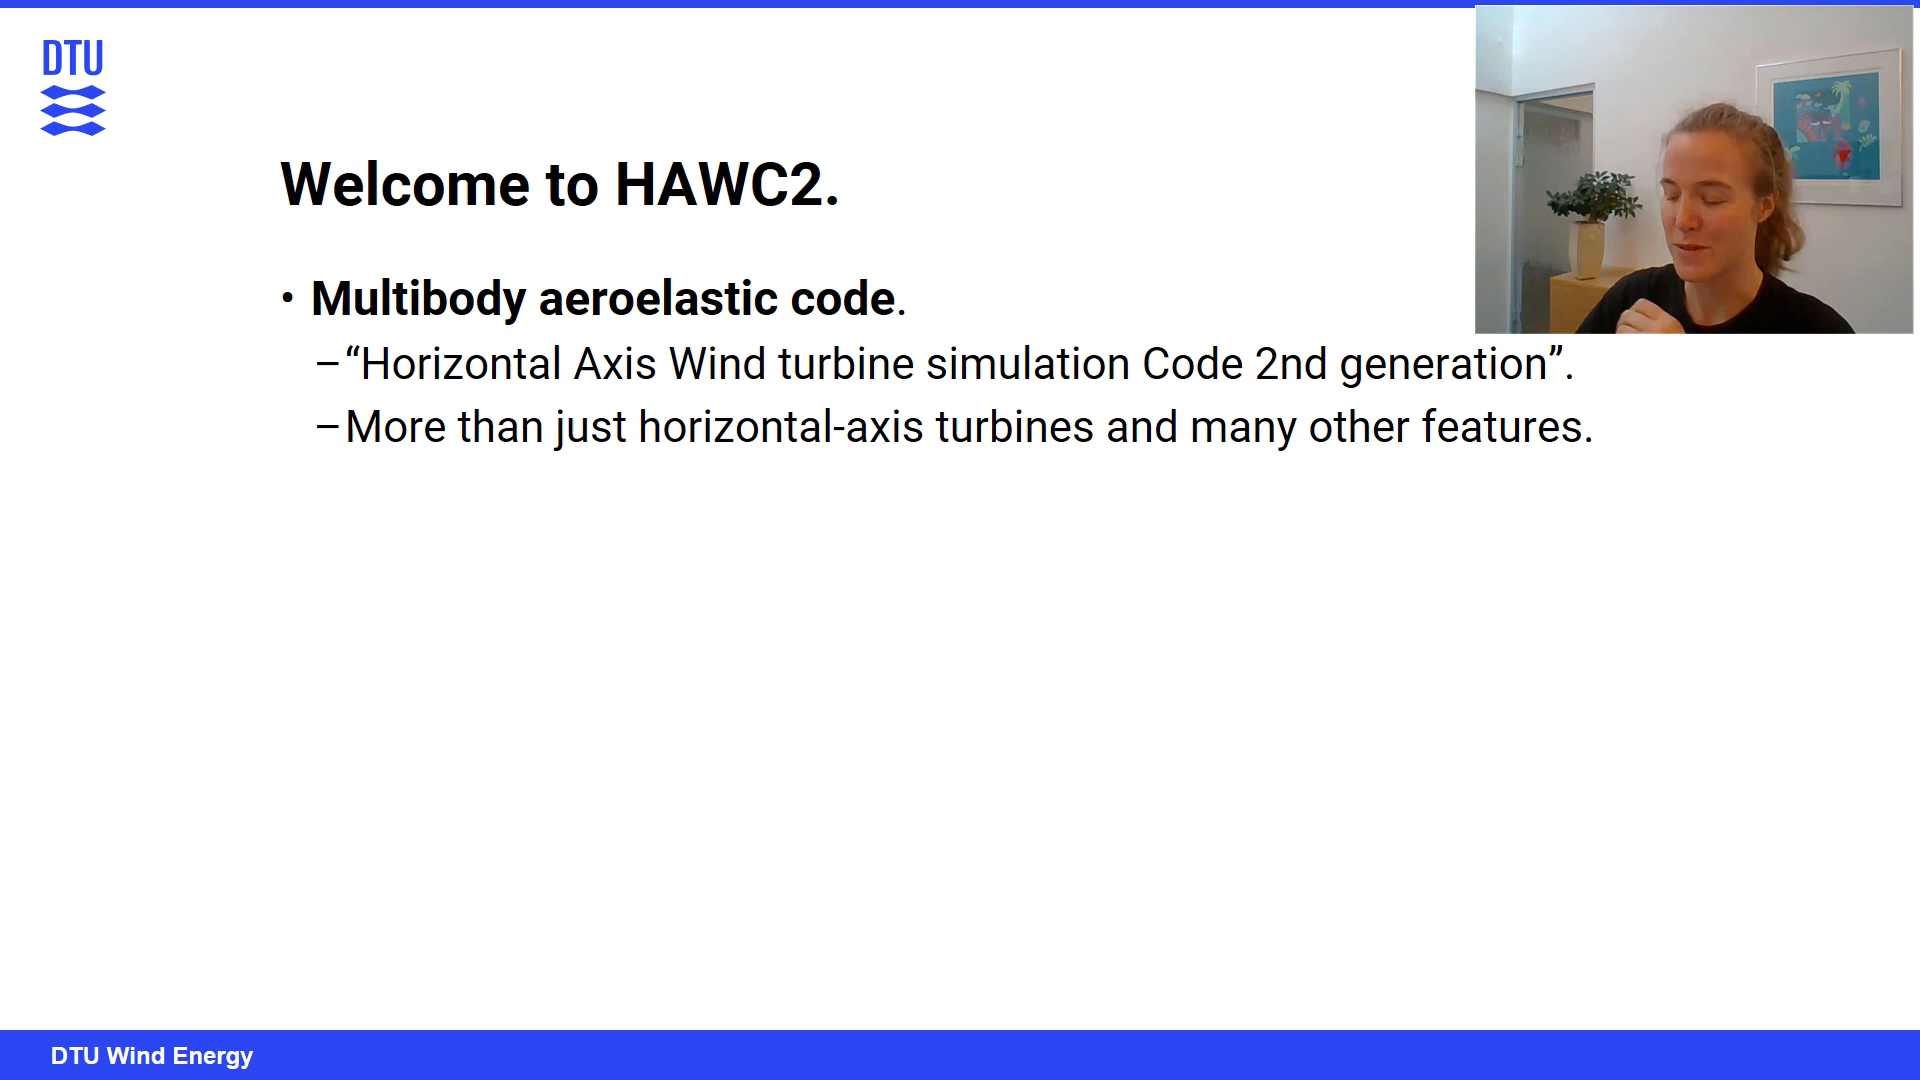 DTU
Welcome to HAWC2.
• Multibody aeroelastic code.
–“Horizontal Axis Wind turbine simulation Code 2nd generation”.
–More than just horizontal-axis turbines and many other features.
DTU Wind Energy